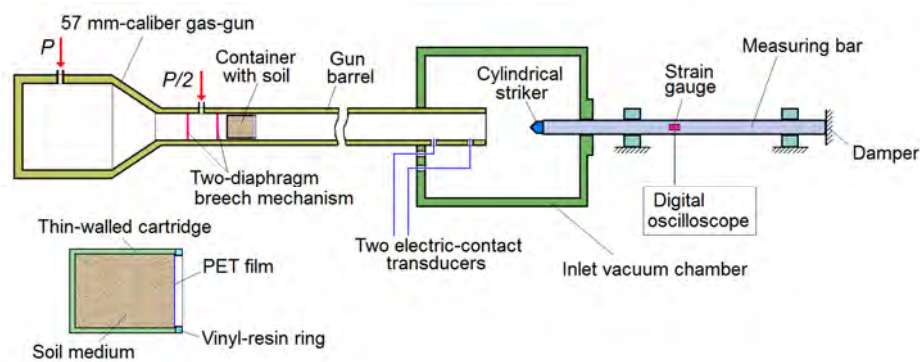 57 mm-caliber gas-gun
P
P/2
Container
with soil
Gun
barrel
Cylindrical
striker
Strain
gauge
Measuring bar
Damper
Two-diaphragm
breech mechanism
Digital
oscilloscope
Two electric-contact
transducers
Inlet vacuum chamber
Thin-walled cartridge
PET film
Vinyl-resin ring
Soil medium